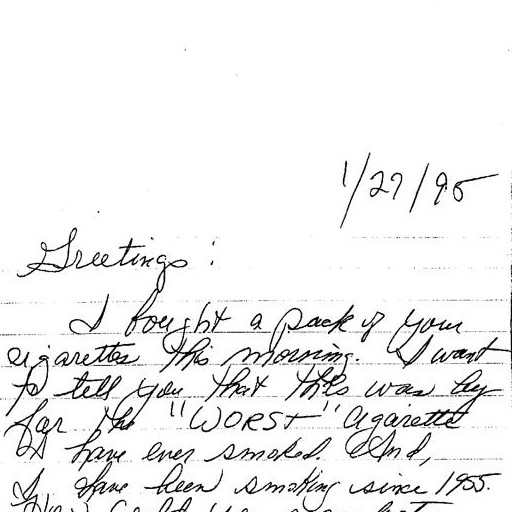 1/27/95
Greetings:
I bought a pack of your
cigarettes this morning. I want
to tell you that this was by
far the "WORST" cigarette
I have ever smoked. And,
I have been smoking since 1955.